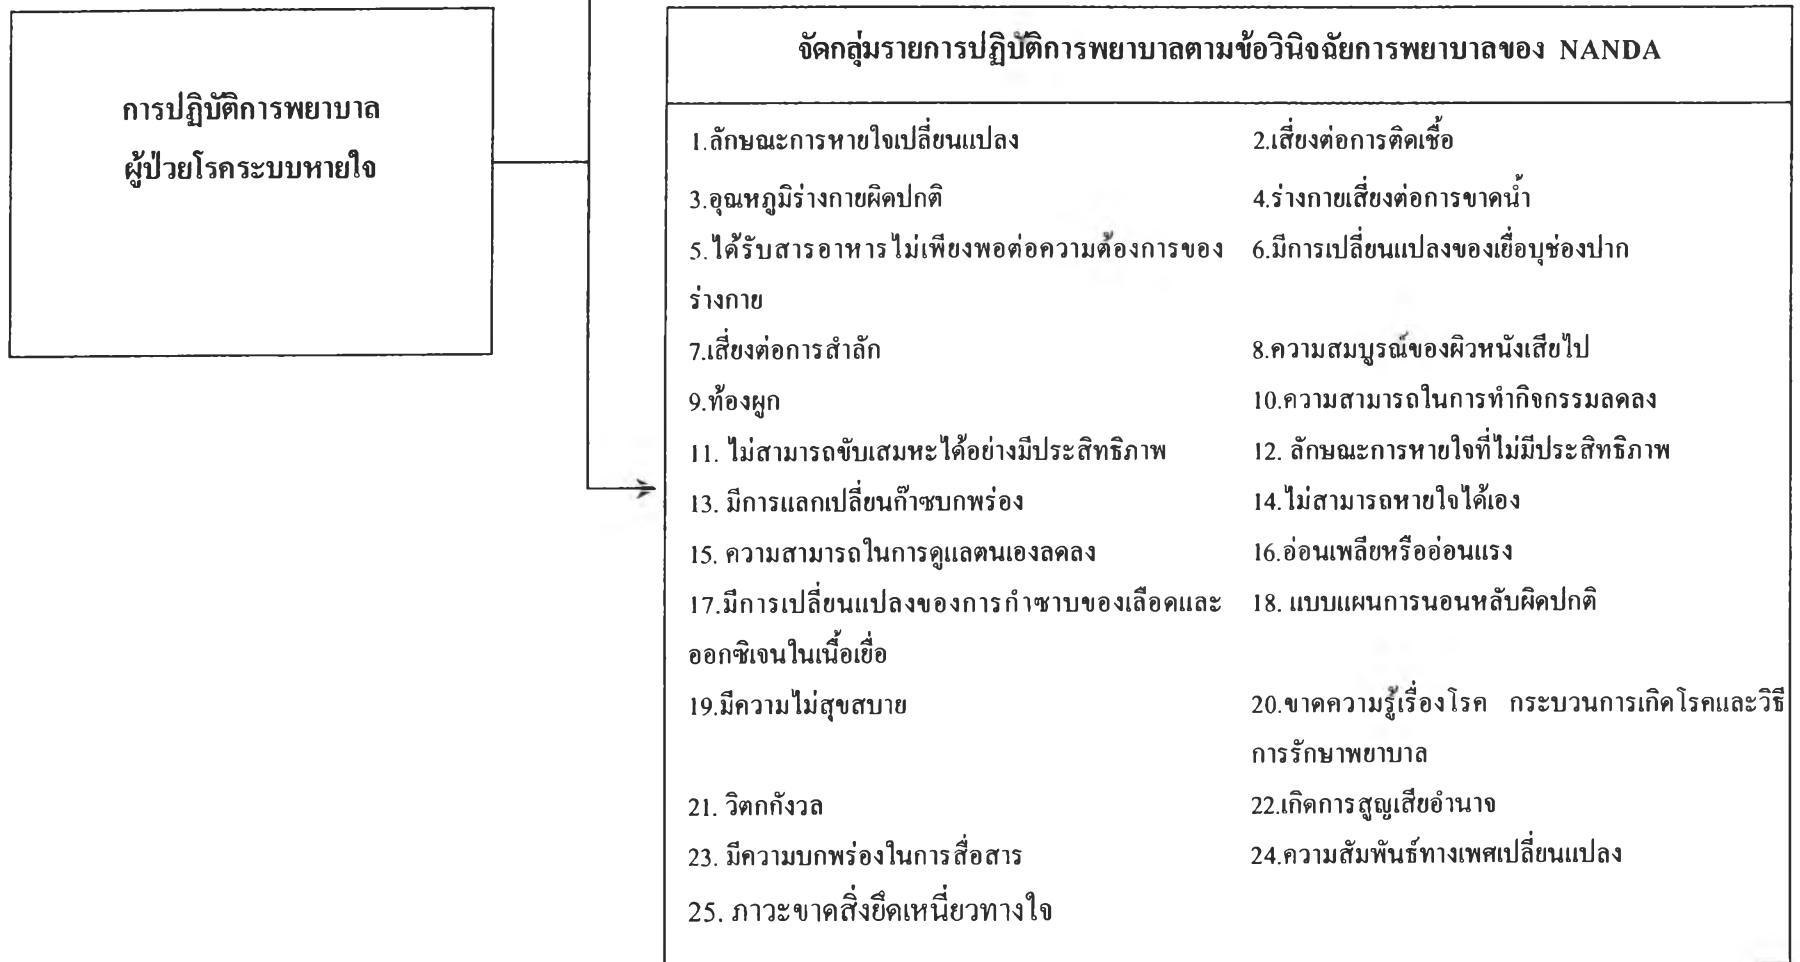 การปฏิบัติการพยาบาล
ผู้ป่วยโรคระบบหายใจ
จัดกลุ่มรายการปฏิบัติการพยาบาลตามข้อวินิจฉัยการพยาบาลของ NANDA
1.ลักษณะการหายใจเปลี่ยนแปลง 2.เสี่ยงต่อการติดเชื้อ
3.อุณหภูมิร่างกายผิดปกติ 4.ร่างกายเสี่ยงต่อการขาดน้ำ
5.ได้รับสารอาหารไม่เพียงพอต่อความต้องการของ 6.มีการเปลี่ยนแปลงของเยื่อบุช่องปาก
ร่างกาย
7.เสี่ยงต่อการสำลัก 8.ความสมบูรณ์ของผิวหนังเสียไป
9.ท้องผูก 10.ความสามารถในการทำกิจกรรมลดลง
11. ไม่สามารถขับเสมหะได้อย่างมีประสิทธิภาพ 12. ลักษณะการหายใจที่ไม่มีประสิทธิภาพ
13. มีการแลกเปลี่ยนก๊าซบกพร่อง 14.ไม่สามารถหายใจได้เอง
15. ความสามารถในการดูแลตนเองลดลง 16.อ่อนเพลียหรืออ่อนแรง
17.มีการเปลี่ยนแปลงของการกำซาบของเลือดและ 18. แบบแผนการนอนหลับผิดปกติ
ออกซิเจนในเนื้อเยื่อ
19.มีความไม่สุขสบาย 20.ขาดความรู้เรื่องโรค กระบวนการเกิดโรคและวิธี
การรักษาพยาบาล
21. วิตกกังวล 22.เกิดการสูญเสียอำนาจ
23. มีความบกพร่องในการสื่อสาร 24.ความสัมพันธ์ทางเพศเปลี่ยนแปลง
25. ภาวะขาดสิ่งยึดเหนี่ยวทางใจ